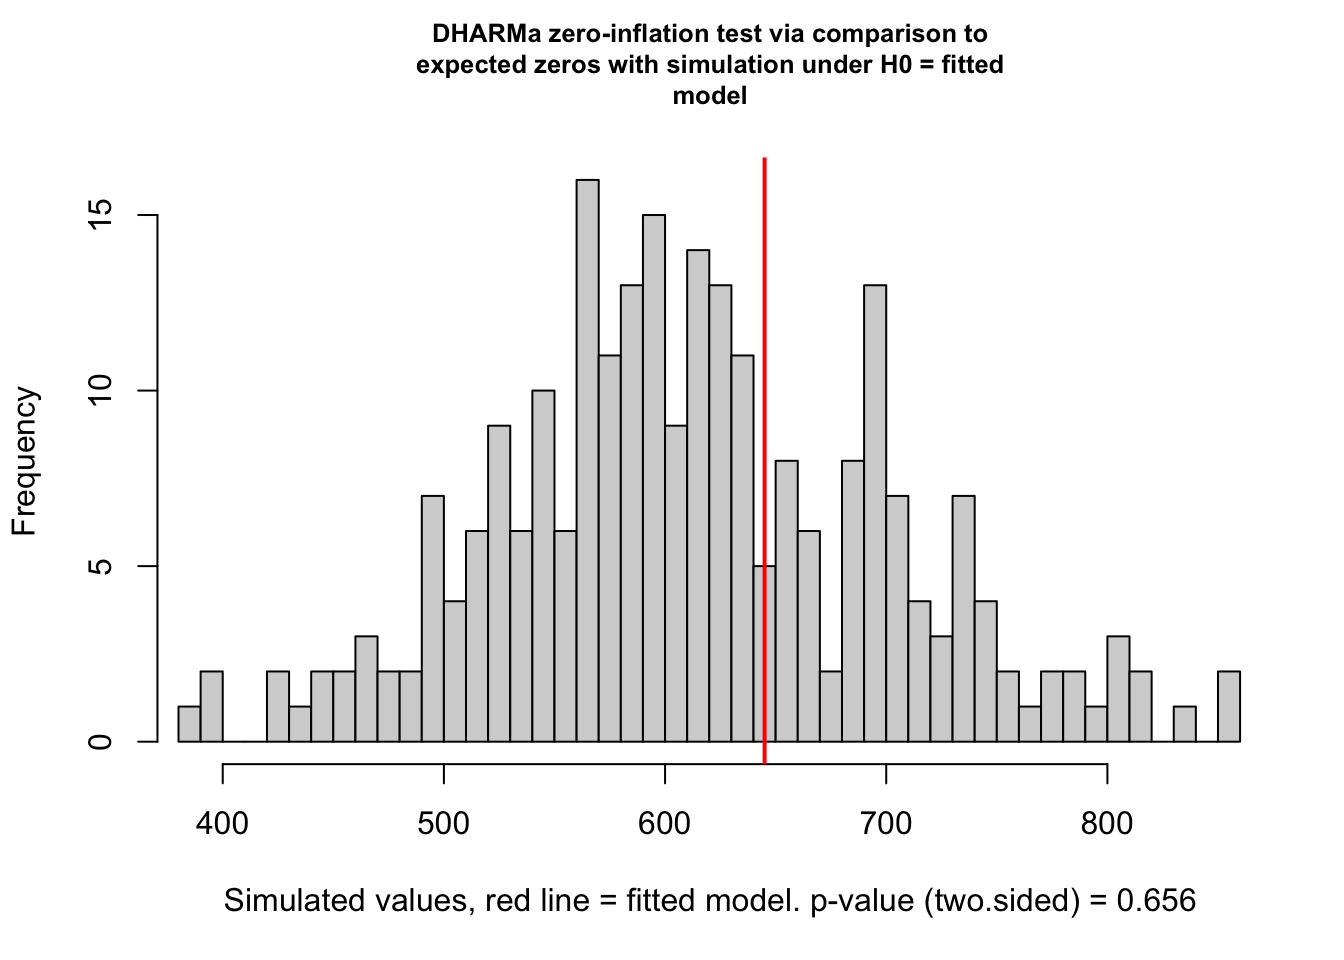 DHARMa zero-inflation test via comparison to
expected zeros with simulation under H0 = fitted
model
Frequency
15
10
5
0
400 500 600 700 800
Simulated values, red line = fitted model. p-value (two.sided) = 0.656